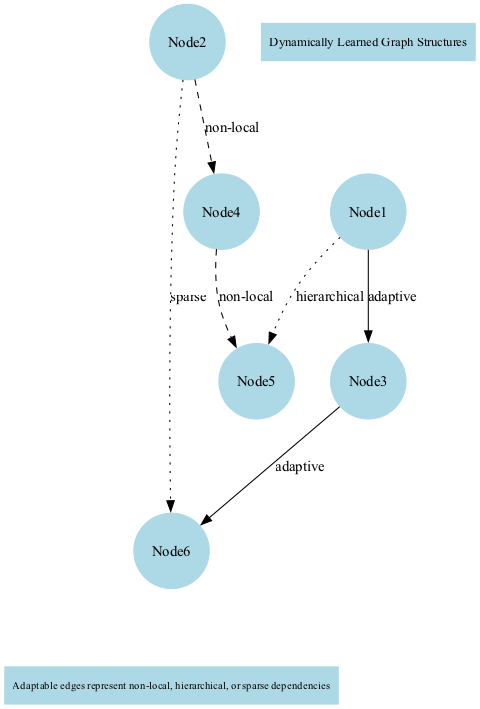 Node2
Dynamically Learned Graph Structures
non-local
Node4
Node1
sparse
non-local
hierarchical
adaptive
Node5
Node3
adaptive
Node6
Adaptable edges represent non-local, hierarchical, or sparse dependencies